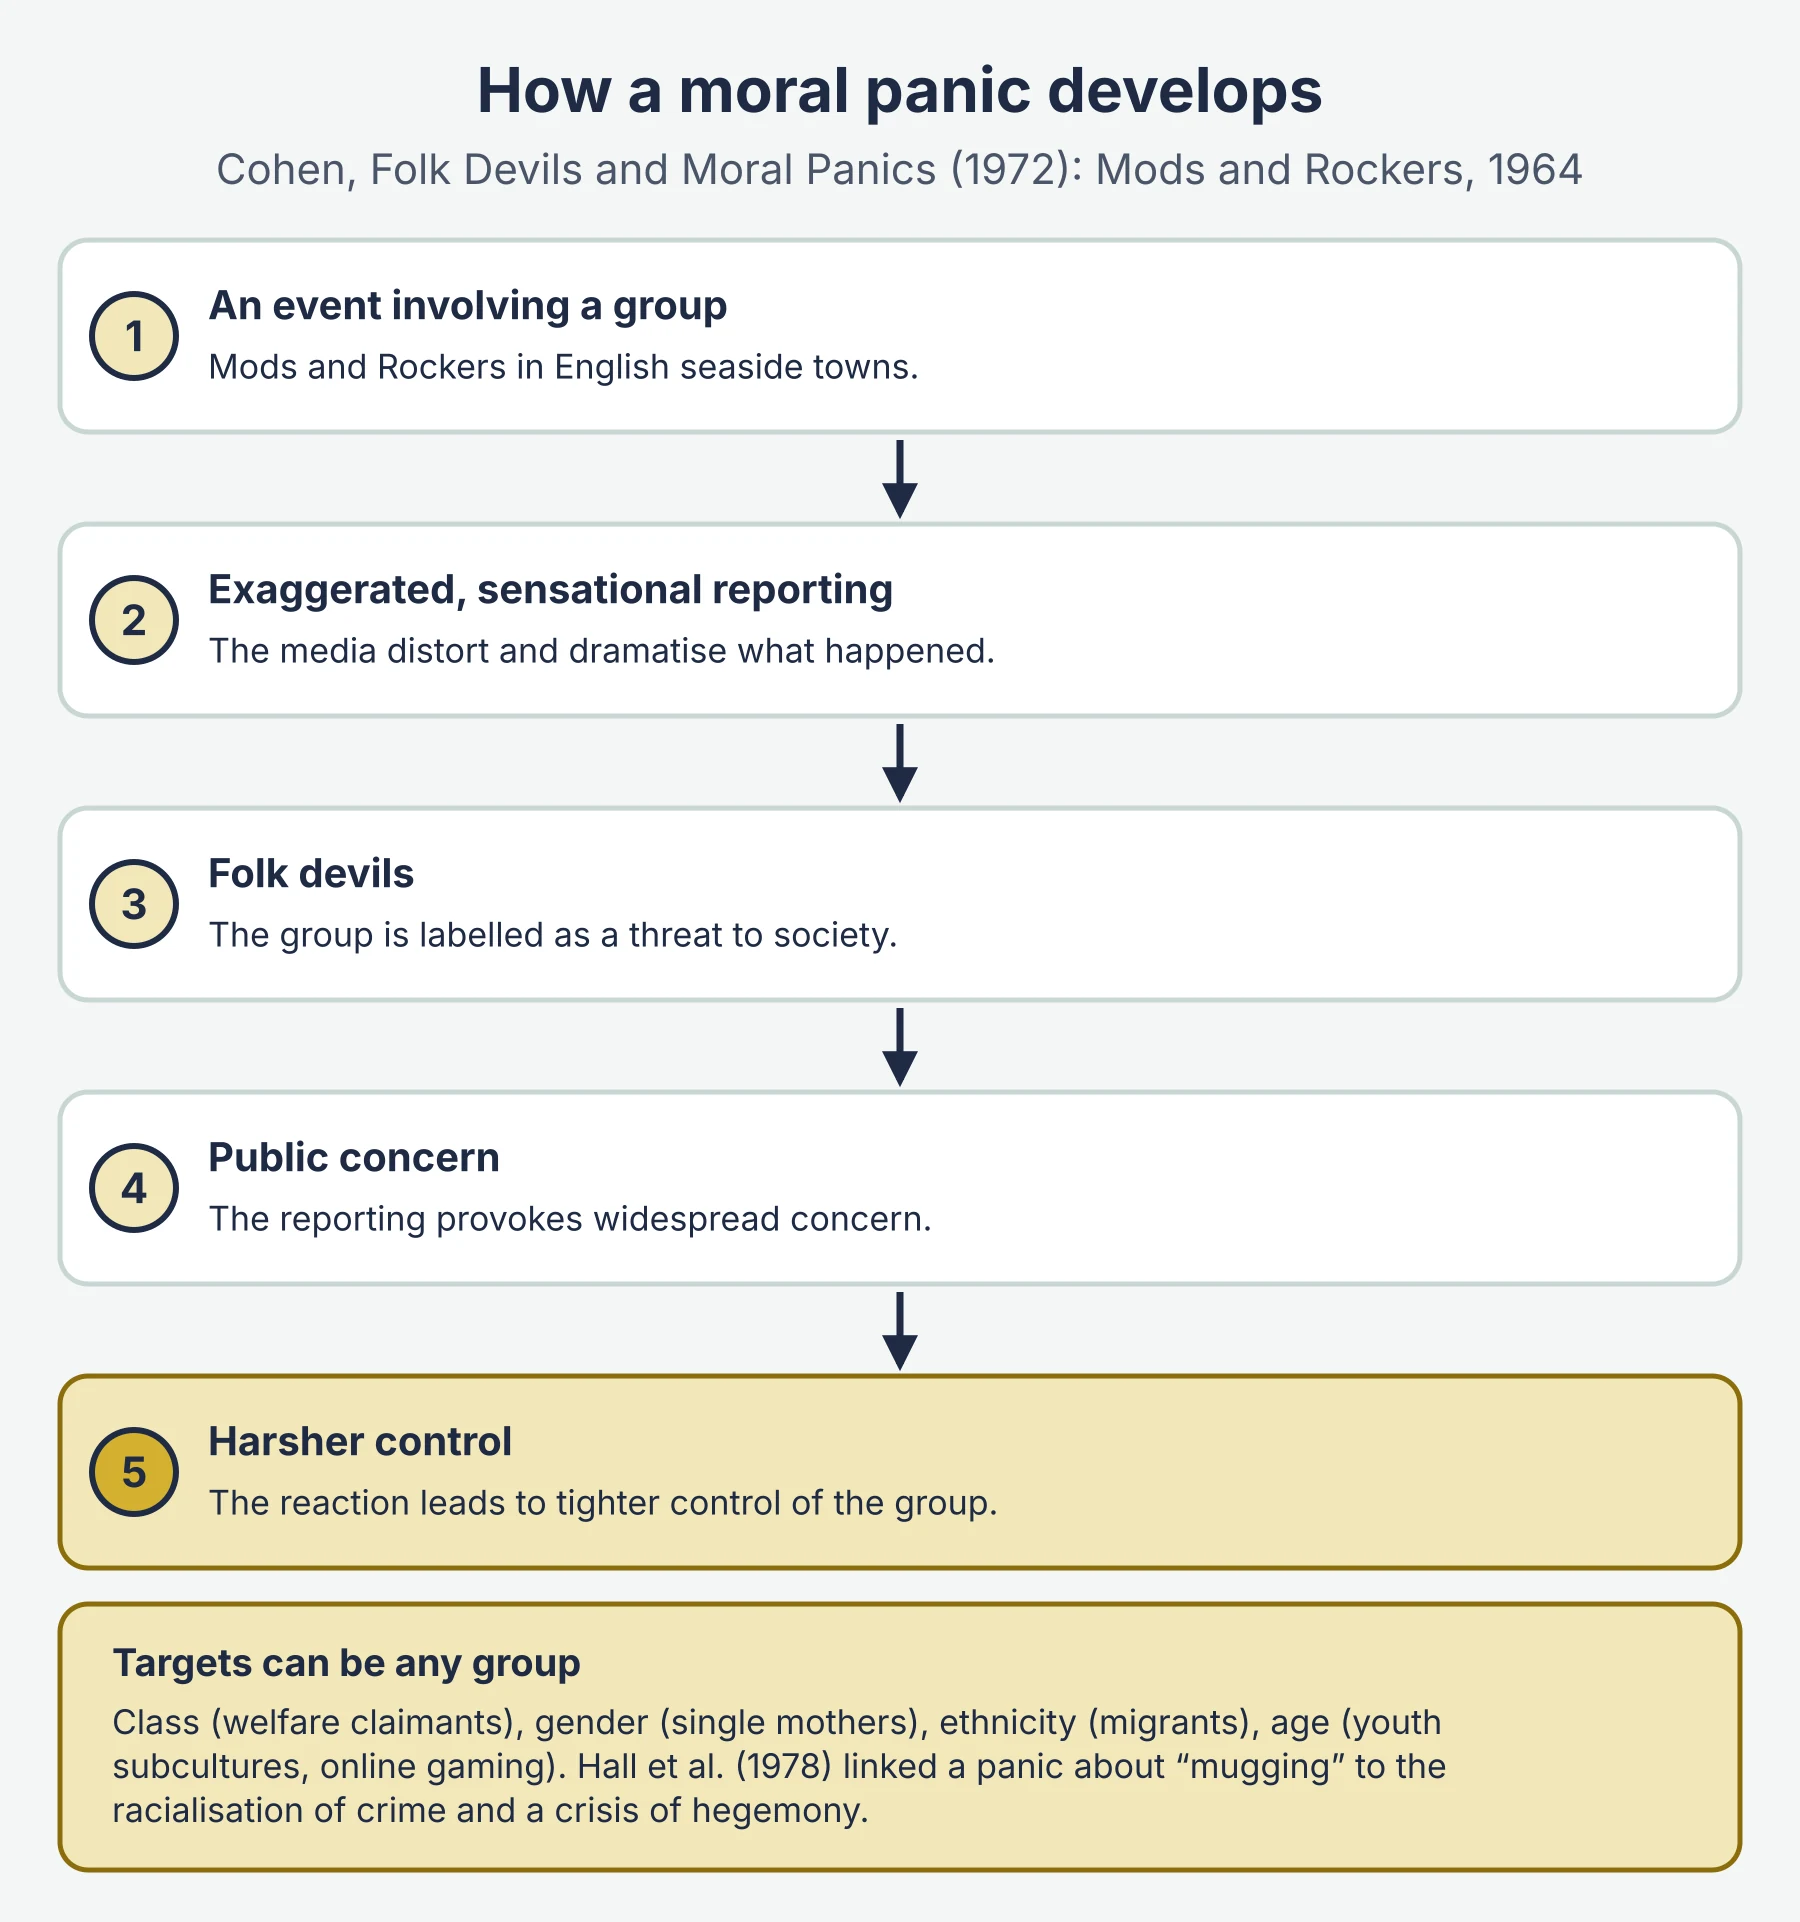 How a moral panic develops
Cohen, Folk Devils and Moral Panics (1972): Mods and Rockers, 1964
1
An event involving a group
Mods and Rockers in English seaside towns.
2
Exaggerated, sensational reporting
The media distort and dramatise what happened.
3
Folk devils
The group is labelled as a threat to society.
4
Public concern
The reporting provokes widespread concern.
5
Harsher control
The reaction leads to tighter control of the group.
Targets can be any group
Class (welfare claimants), gender (single mothers), ethnicity (migrants), age (youth
subcultures, online gaming). Hall et al. (1978) linked a panic about “mugging” to the
racialisation of crime and a crisis of hegemony.